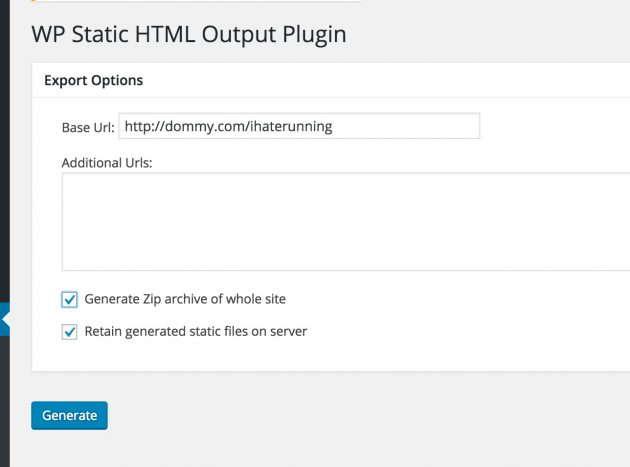 WP Static HTML Output Plugin
Export Options
Base Url: http://dommy.com/ihaterunning
Additional Urls:
Generate Zip archive of whole site
Retain generated static files on server
Generate